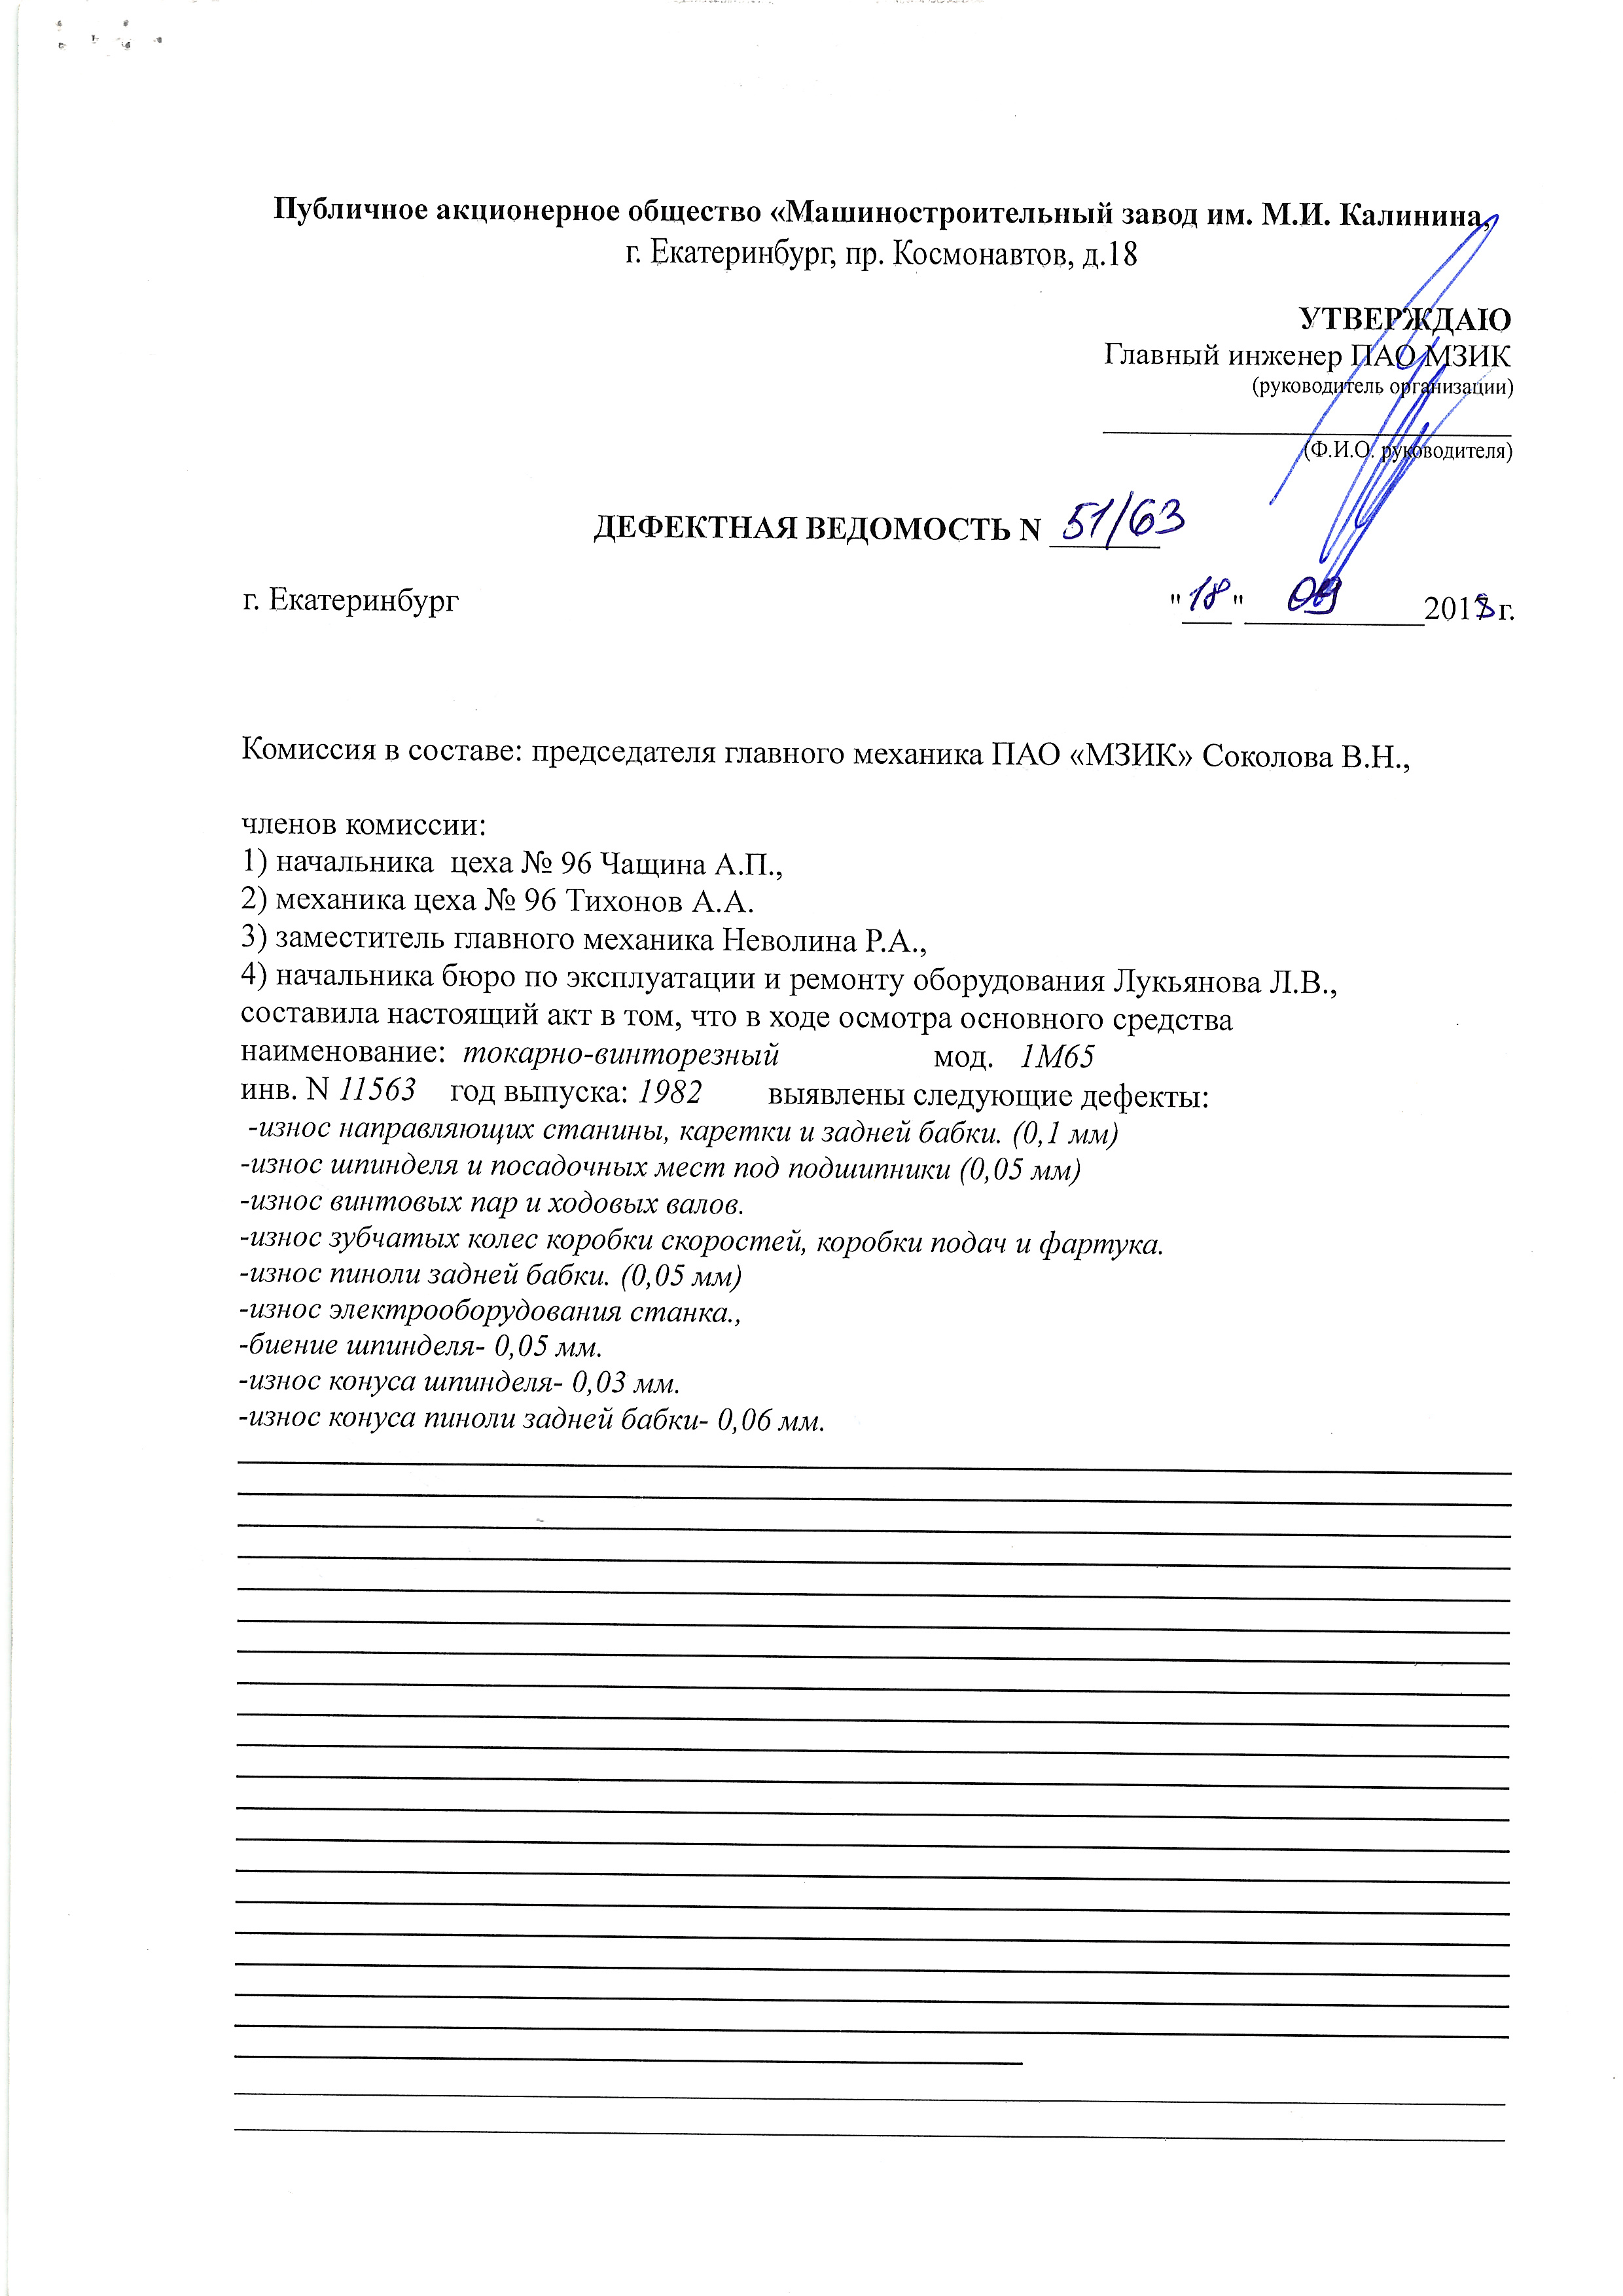 Публичное акционерное общество «Машиностроительный завод им. М.И. Калинина,
г. Екатеринбург, пр. Космонавтов, д.18
УТВЕРЖДАЮ
Главный инженер ПАО МЗИК
(руководитель организации)
(Ф.И.О. руководителя)
ДЕФЕКТНАЯ ВЕДОМОСТЬ N 51/63
г. Екатеринбург "18" 09 2018 г.
Комиссия в составе: председателя главного механика ПАО «МЗИК» Соколова В.Н.,
членов комиссии:
1) начальника цеха № 96 Чащина А.П.,
2) механика цеха № 96 Тихонов А.А.
3) заместитель главного механика Неволина Р.А.,
4) начальника бюро по эксплуатации и ремонту оборудования Лукьянова Л.В.,
составила настоящий акт в том, что в ходе осмотра основного средства
наименование: токарно-винторезный мод. 1М65
инв. N 11563 год выпуска: 1982 выявлены следующие дефекты:
-износ направляющих станины, каретки и задней бабки. (0,1 мм)
-износ шпинделя и посадочных мест под подшипники (0,05 мм)
-износ винтовых пар и ходовых валов.
-износ зубчатых колес коробки скоростей, коробки подач и фартука.
-износ пиноли задней бабки. (0,05 мм)
-износ электрооборудования станка.,
-биение шпинделя- 0,05 мм.
-износ конуса шпинделя- 0,03 мм.
-износ конуса пиноли задней бабки- 0,06 мм.